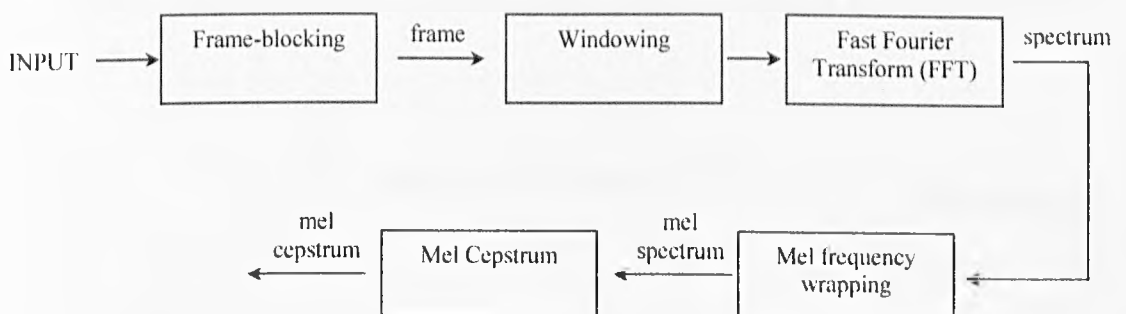 INPUT
Frame-blocking
frame
Windowing
Fast Fourier
Transform (FFT)
spectrum
mel
cepstrum
Mel Cepstrum
mel
spectrum
Mel frequency
wrapping